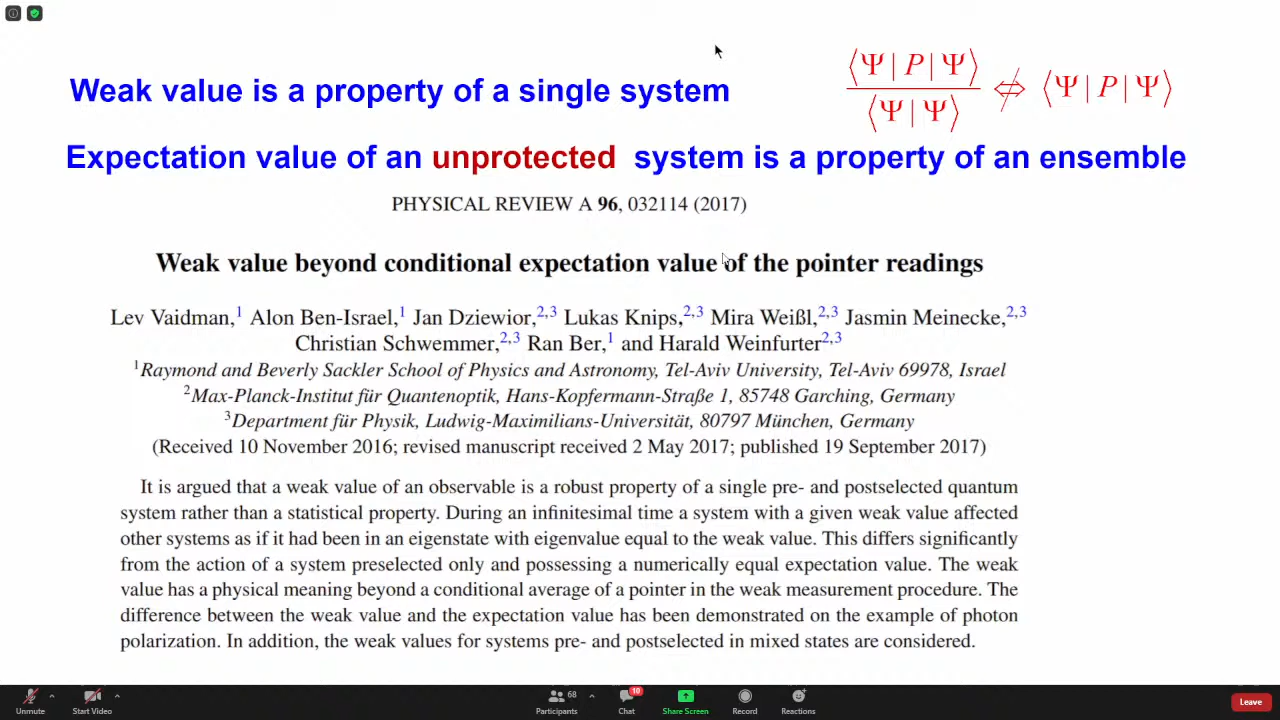 Weak value is a property of a single system
⟨Ψ | P | Ψ⟩ / ⟨Ψ | Ψ⟩ ⇎ ⟨Ψ | P | Ψ⟩
Expectation value of an unprotected system is a property of an ensemble
PHYSICAL REVIEW A 96, 032114 (2017)
Weak value beyond conditional expectation value of the pointer readings
Lev Vaidman,1 Alon Ben-Israel,1 Jan Dziewior,2,3 Lukas Knips,2,3 Mira Weißl,2,3 Jasmin Meinecke,2,3
Christian Schwemmer,2,3 Ran Ber,1 and Harald Weinfurter2,3
1Raymond and Beverly Sackler School of Physics and Astronomy, Tel-Aviv University, Tel-Aviv 69978, Israel
2Max-Planck-Institut für Quantenoptik, Hans-Kopfermann-Straße 1, 85748 Garching, Germany
3Department für Physik, Ludwig-Maximilians-Universität, 80797 München, Germany
(Received 10 November 2016; revised manuscript received 2 May 2017; published 19 September 2017)
It is argued that a weak value of an observable is a robust property of a single pre- and postselected quantum
system rather than a statistical property. During an infinitesimal time a system with a given weak value affected
other systems as if it had been in an eigenstate with eigenvalue equal to the weak value. This differs significantly
from the action of a system preselected only and possessing a numerically equal expectation value. The weak
value has a physical meaning beyond a conditional average of a pointer in the weak measurement procedure. The
difference between the weak value and the expectation value has been demonstrated on the example of photon
polarization. In addition, the weak values for systems pre- and postselected in mixed states are considered.
68
10
Unmute
Start Video
Participants
Chat
Share Screen
Record
Reactions
Leave